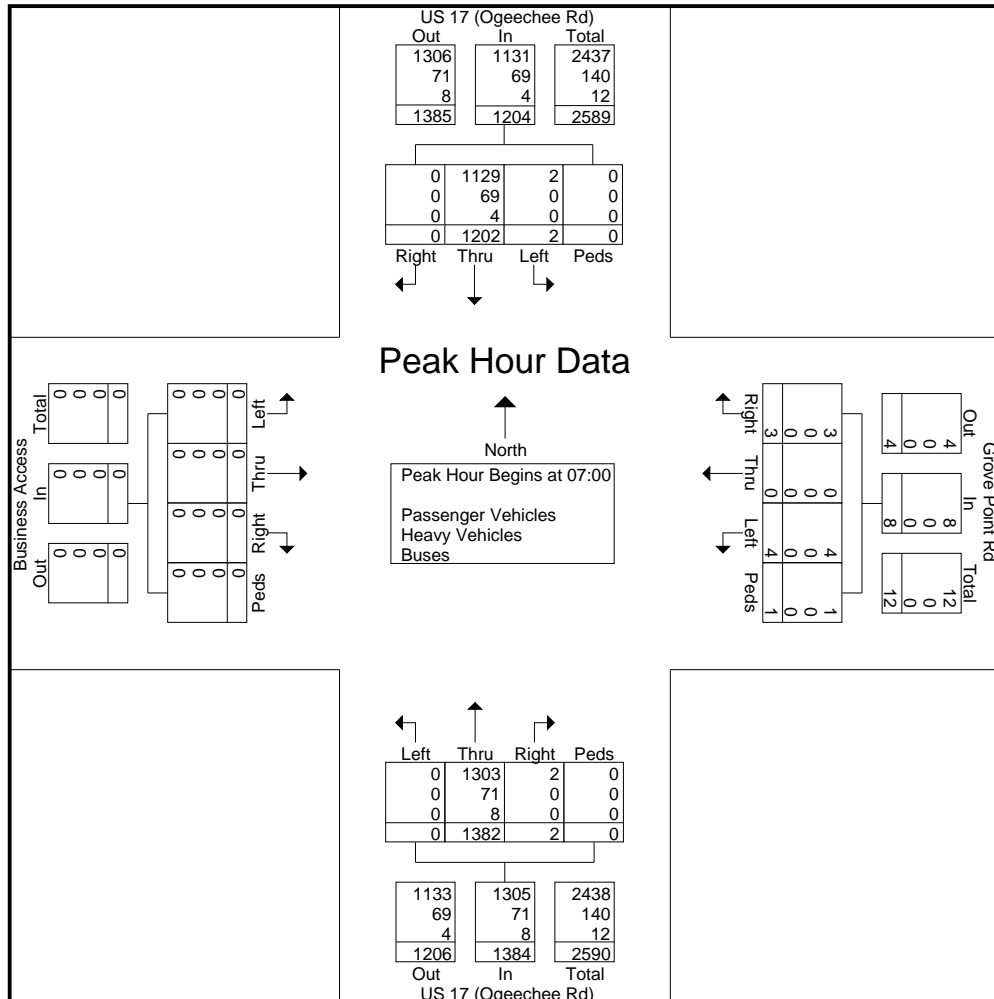 US 17 (Ogeechee Rd)
Out In Total
1306 1131 2437
71 69 140
8 4 12
1385 1204 2589
0 1129 2 0
0 69 0 0
0 4 0 0
0 1202 2 0
Right Thru Left Peds
Peak Hour Data
North
Peak Hour Begins at 07:00
Passenger Vehicles
Heavy Vehicles
Buses
Business Access
Total
0 0 0 0
In
0 0 0 0
Out
0 0 0 0
Left
0 0 0 0
Thru
0 0 0 0
Right
0 0 0 0
Peds
0 0 0 0
Right
3 0 0 3
Thru
0 0 0 0
Left
4 0 0 4
Peds
1 0 0 1
Grove Point Rd
Out
4 0 0 4
In
8 0 0 8
Total
12 0 0 12
Left Thru Right Peds
0 1303 2 0
0 71 0 0
0 8 0 0
0 1382 2 0
1133 1305 2438
69 71 140
4 8 12
1206 1384 2590
Out In Total
US 17 (Ogeechee Rd)